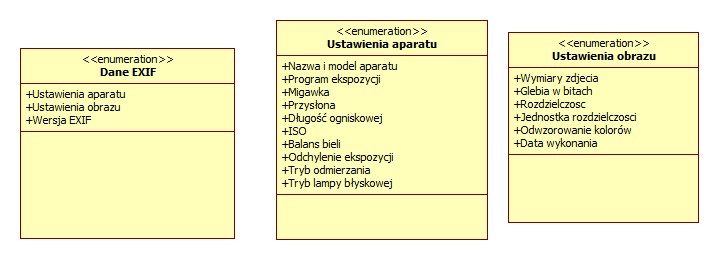 <<enumeration>>
Dane EXIF
+Ustawienia aparatu
+Ustawienia obrazu
+Wersja EXIF
<<enumeration>>
Ustawienia aparatu
+Nazwa i model aparatu
+Program ekspozycji
+Migawka
+Przysłona
+Długość ogniskowej
+ISO
+Balans bieli
+Odchylenie ekspozycji
+Tryb odmierzania
+Tryb lampy błyskowej
<<enumeration>>
Ustawienia obrazu
+Wymiary zdjecia
+Glebia w bitach
+Rozdzielczosc
+Jednostka rozdzielczosci
+Odwzorowanie kolorów
+Data wykonania